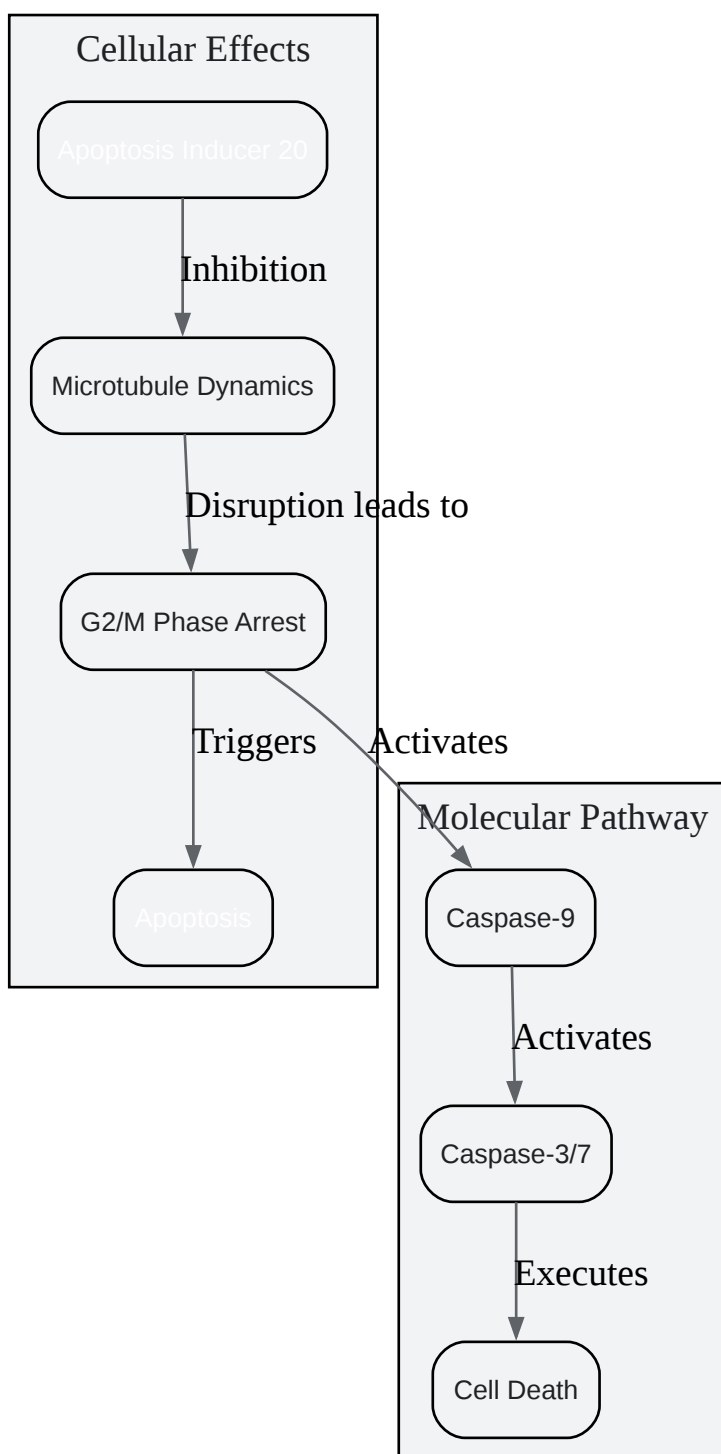 Cellular Effects
Apoptosis Inducer 20
Inhibition
Microtubule Dynamics
Disruption leads to
G2/M Phase Arrest
Triggers
Activates
Molecular Pathway
Apoptosis
Caspase-9
Activates
Caspase-3/7
Executes
Cell Death